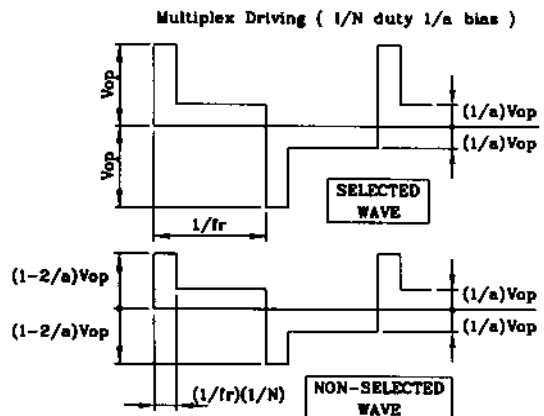 Multiplex Driving ( 1/N duty 1/a bias )
Vop
Vop
(1/a)Vop
(1/a)Vop
SELECTED
WAVE
1/fr
(1-2/a)Vop
(1-2/a)Vop
(1/a)Vop
(1/a)Vop
(1/fr)(1/N)
NON-SELECTED
WAVE